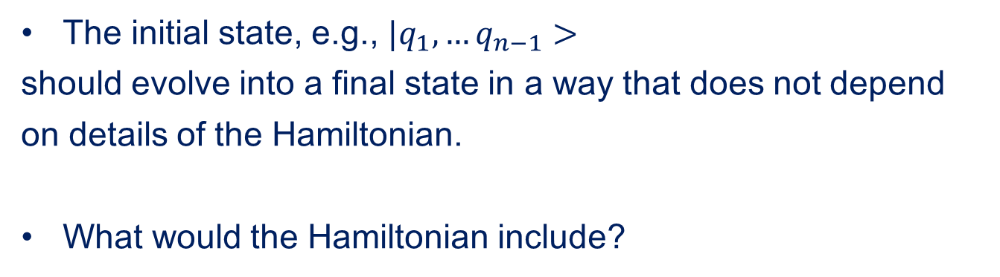 • The initial state, e.g., |q₁, … qₙ₋₁ >
should evolve into a final state in a way that does not depend
on details of the Hamiltonian.
• What would the Hamiltonian include?